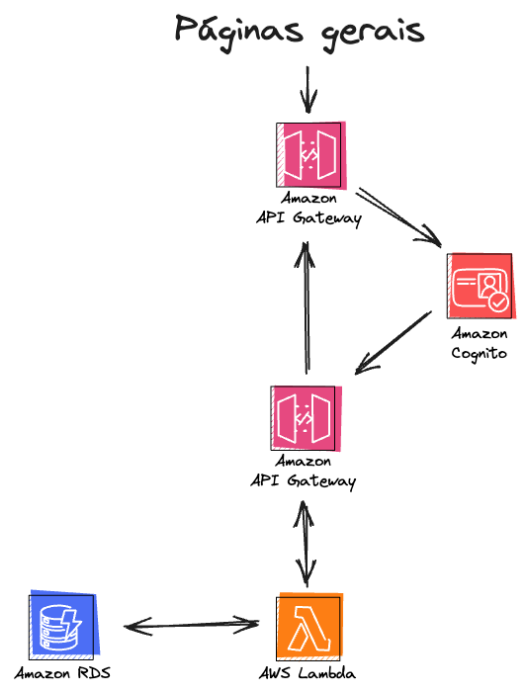 Páginas gerais
Amazon
API Gateway
Amazon
Cognito
Amazon
API Gateway
Amazon RDS
AWS Lambda